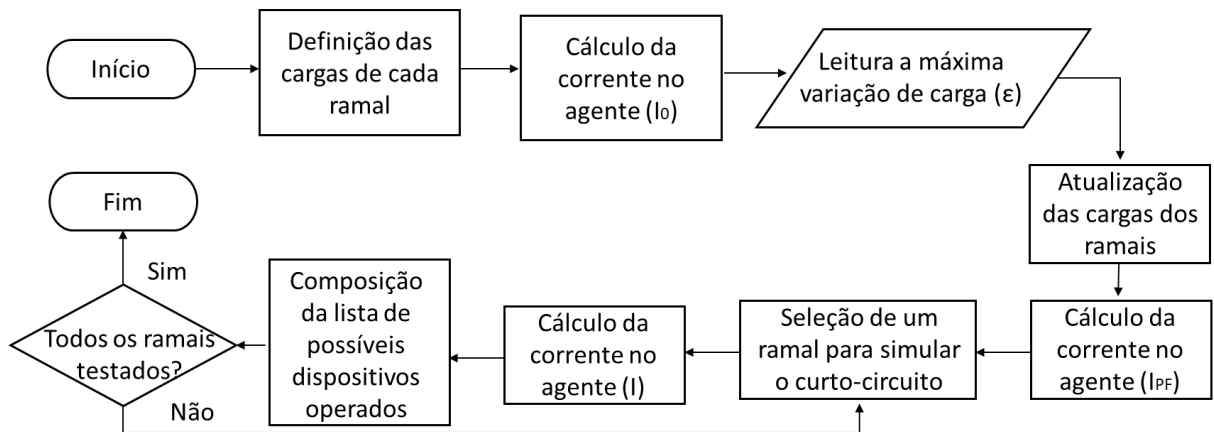 Início
Definição das
cargas de cada
ramal
Cálculo da
corrente no
agente (I0)
Leitura a máxima
variação de carga (ε)
Atualização
das cargas dos
ramais
Cálculo da
corrente no
agente (IPF)
Seleção de um
ramal para simular
o curto-circuito
Cálculo da
corrente no
agente (I)
Composição
da lista de
possíveis
dispositivos
operados
Todos os ramais
testados?
Sim
Não
Fim